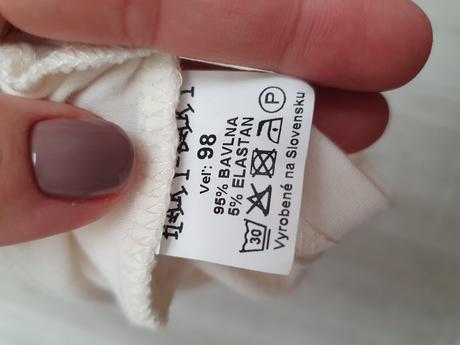 Veľ: 98
95% BAVLNA
5% ELASTAN
30 P
Vyrobené na Slovensku